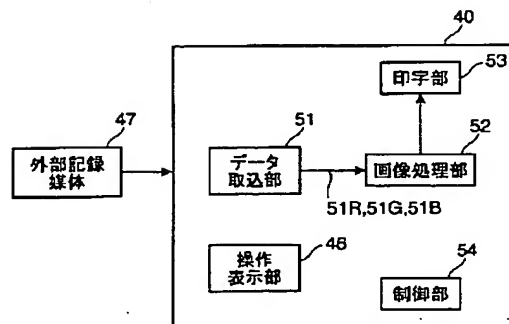 40
53
印字部
47
外部記録
媒体
51
データ
取込部
52
画像処理部
51R,51G,51B
48
操作
表示部
54
制御部